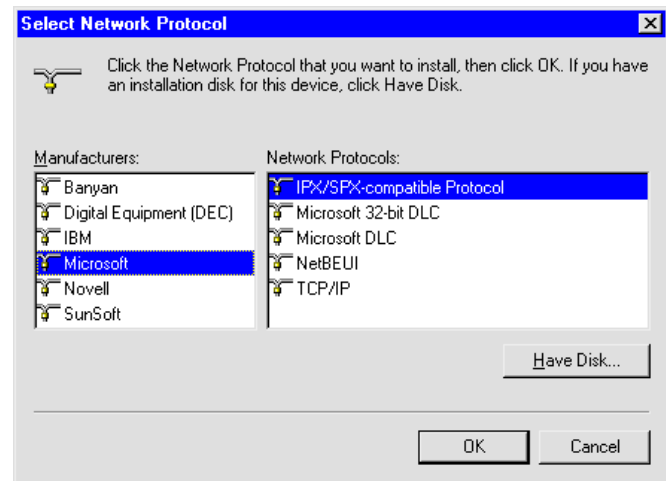 Select Network Protocol
Click the Network Protocol that you want to install, then click OK. If you have
an installation disk for this device, click Have Disk.
Manufacturers:
Banyan
Digital Equipment (DEC)
IBM
Microsoft
Novell
SunSoft
Network Protocols:
IPX/SPX-compatible Protocol
Microsoft 32-bit DLC
Microsoft DLC
NetBEUI
TCP/IP
Have Disk...
OK
Cancel